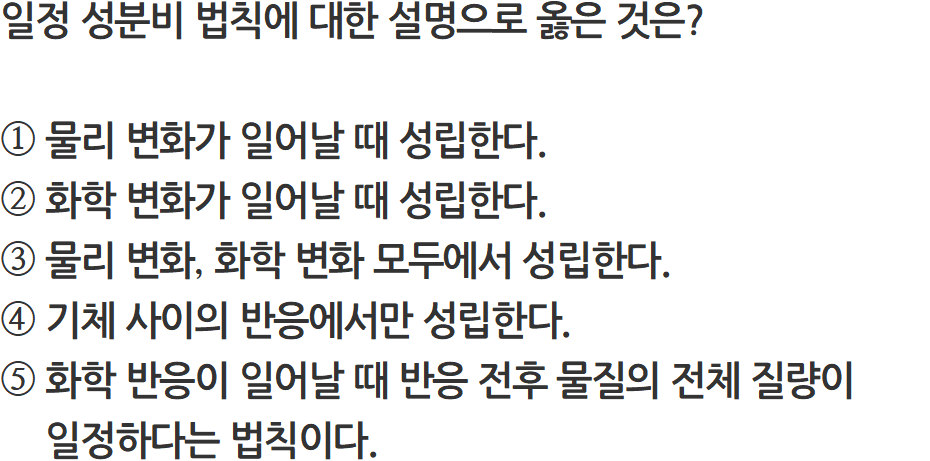 일정 성분비 법칙에 대한 설명으로 옳은 것은?
① 물리 변화가 일어날 때 성립한다.
② 화학 변화가 일어날 때 성립한다.
③ 물리 변화, 화학 변화 모두에서 성립한다.
④ 기체 사이의 반응에서만 성립한다.
⑤ 화학 반응이 일어날 때 반응 전후 물질의 전체 질량이
일정하다는 법칙이다.